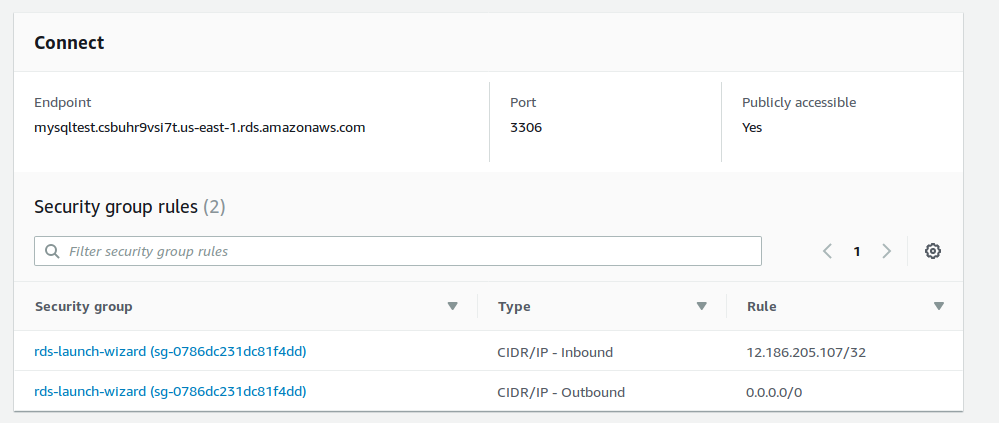 Connect
Endpoint
mysqltest.csbuhr9vsi7t.us-east-1.rds.amazonaws.com
Port
3306
Publicly accessible
Yes
Security group rules (2)
Filter security group rules
1
Security group Type Rule
rds-launch-wizard (sg-0786dc231dc81f4dd) CIDR/IP - Inbound 12.186.205.107/32
rds-launch-wizard (sg-0786dc231dc81f4dd) CIDR/IP - Outbound 0.0.0.0/0